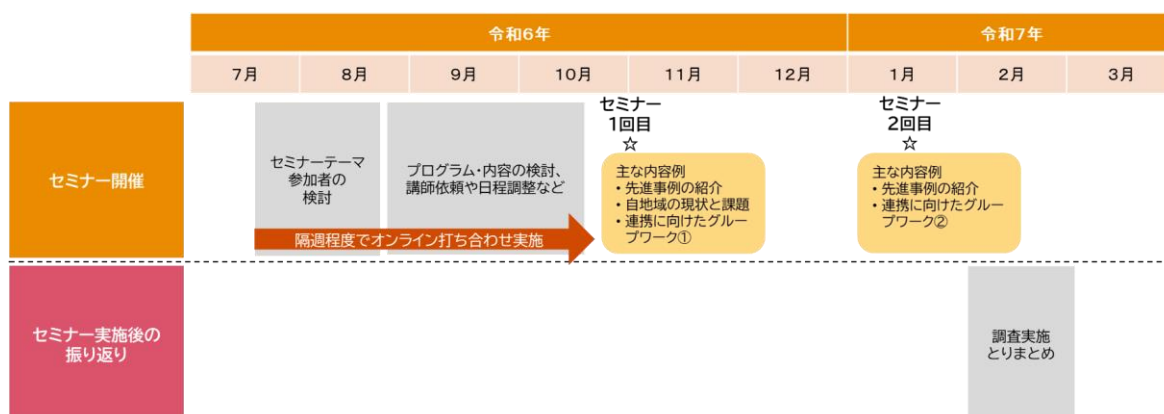 令和6年
令和7年
7月
8月
9月
10月
11月
12月
1月
2月
3月
セミナー開催
セミナーテーマ
参加者の
検討
プログラム・内容の検討、
講師依頼や日程調整など
隔週程度でオンライン打ち合わせ実施
セミナー
1回目
☆
主な内容例
・先進事例の紹介
・自地域の現状と課題
・連携に向けたグルー
プワーク①
セミナー
2回目
☆
主な内容例
・先進事例の紹介
・連携に向けたグルー
プワーク②
セミナー実施後の
振り返り
調査実施
とりまとめ